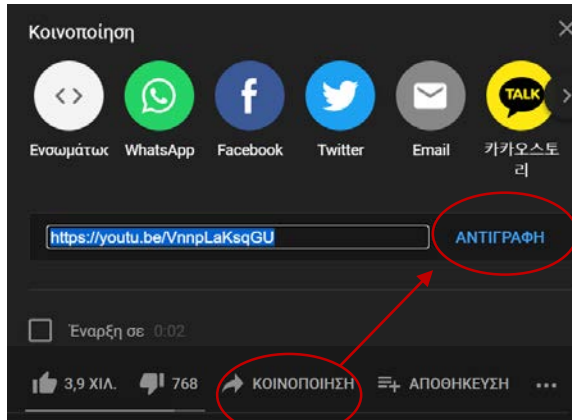 Κοινοποίηση
TALK
Ενσωμάτωσ WhatsApp Facebook Twitter Email 카카오스토
리
https://youtu.be/VnnpLaKsqGU ΑΝΤΙΓΡΑΦΗ
Έναρξη σε 0:02
3,9 ΧΙΛ. 768 ΚΟΙΝΟΠΟΙΗΣΗ ΑΠΟΘΗΚΕΥΣΗ